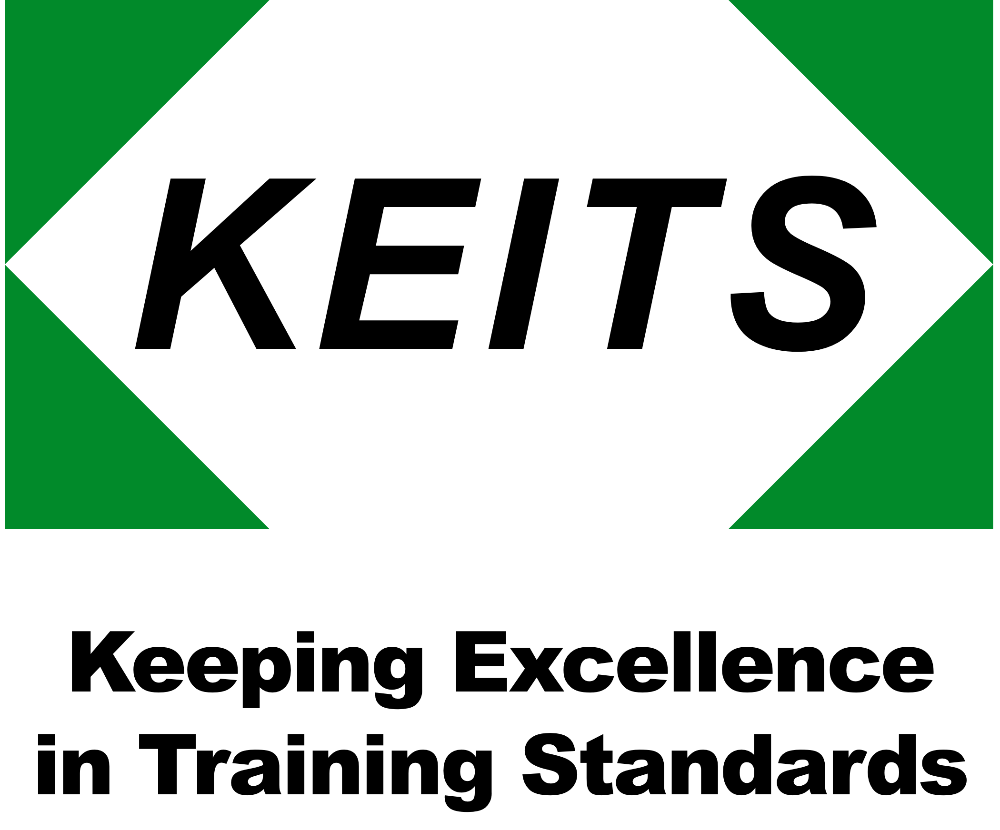 KEITS
Keeping Excellence
in Training Standards